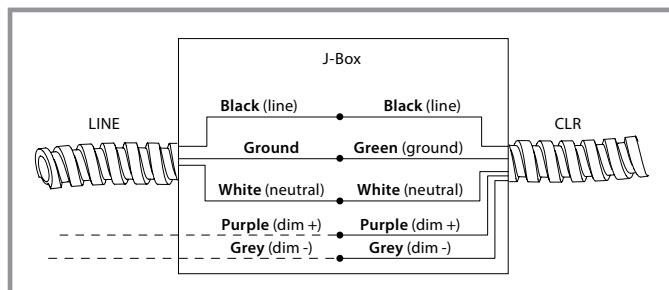 J-Box
LINE
CLR
Black (line) Black (line)
Ground Green (ground)
White (neutral) White (neutral)
Purple (dim +) Purple (dim +)
Grey (dim -) Grey (dim -)